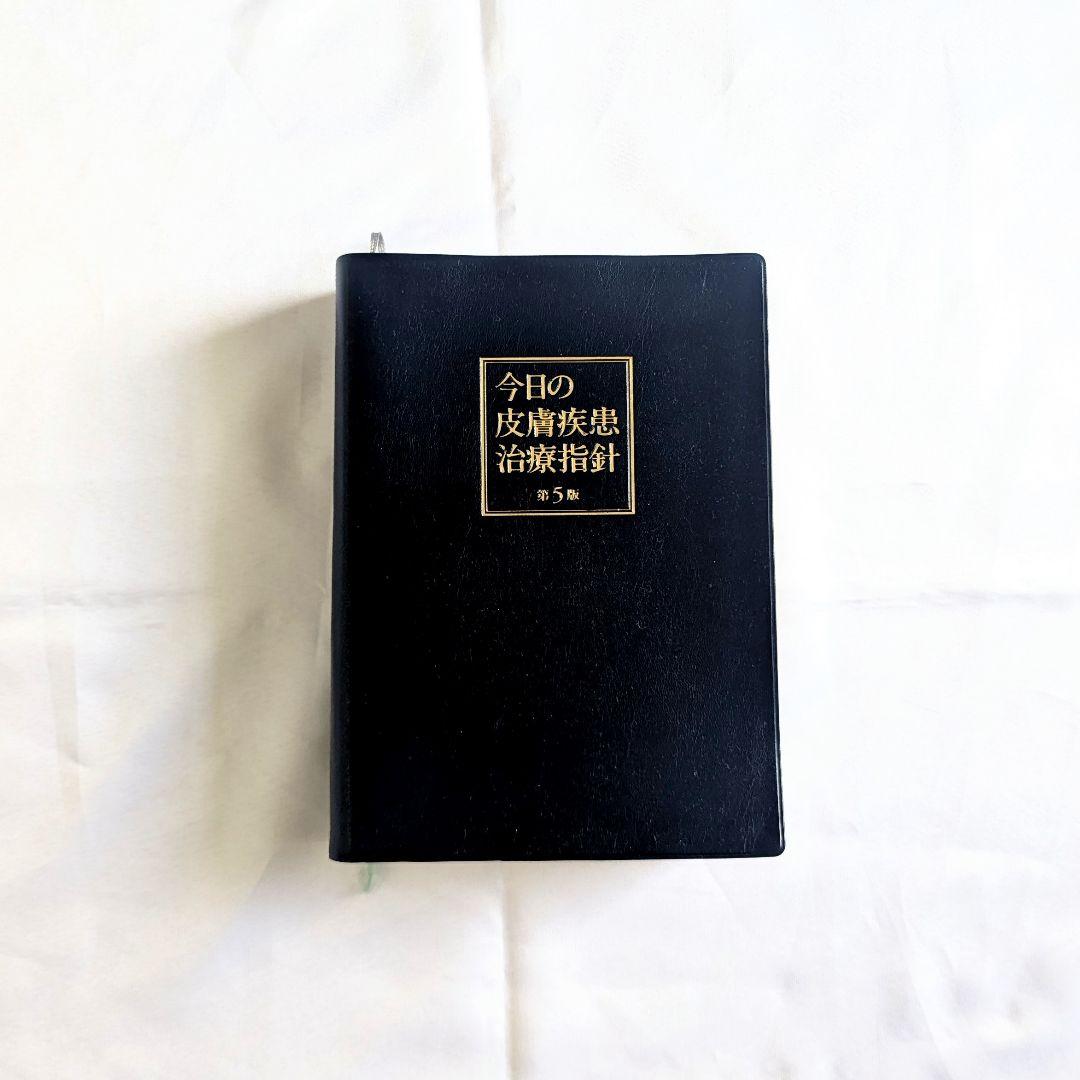 今日の
皮膚疾患
治療指針
第5版